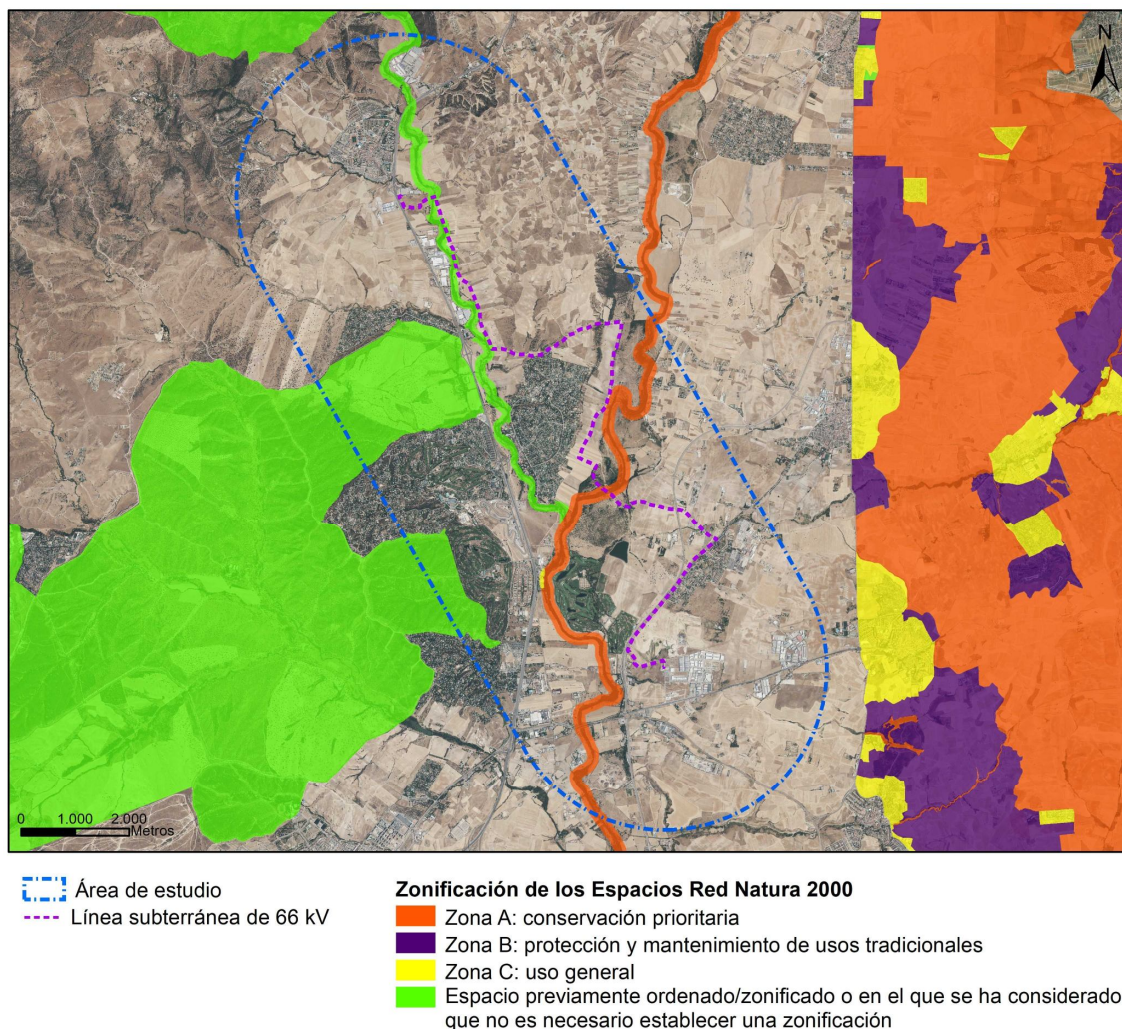 N
0 1.000 2.000
Metros
Área de estudio
Línea subterránea de 66 kV
Zonificación de los Espacios Red Natura 2000
Zona A: conservación prioritaria
Zona B: protección y mantenimiento de usos tradicionales
Zona C: uso general
Espacio previamente ordenado/zonificado o en el que se ha considerado
que no es necesario establecer una zonificación